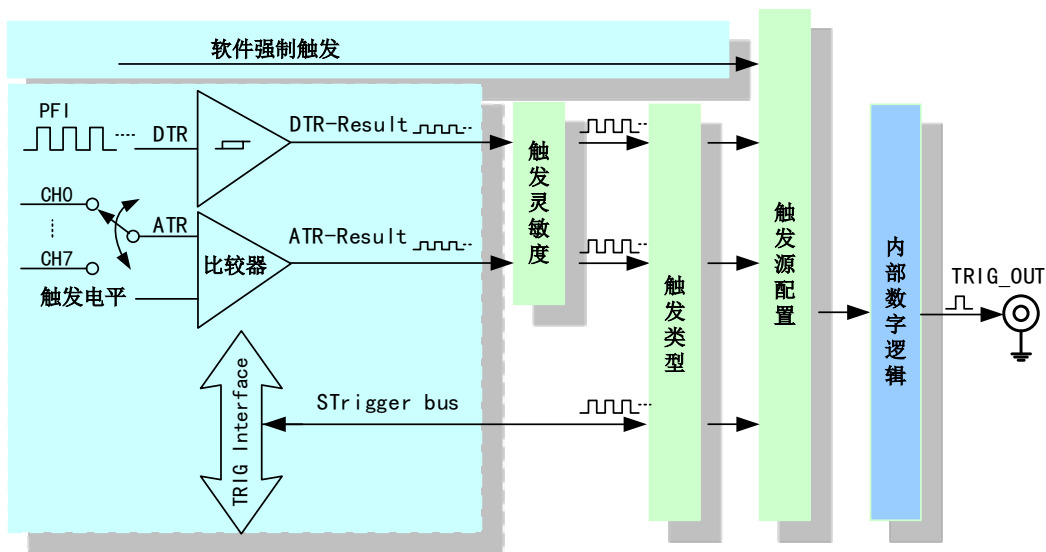 软件强制触发
PFI
DTR
DTR-Result
CH0
ATR
ATR-Result
CH7
触发电平
比较器
TRIG Interface
STrigger bus
触发灵敏度
触发类型
触发源配置
内部数字逻辑
TRIG_OUT